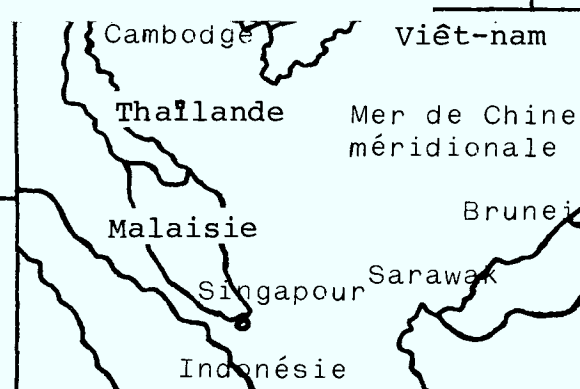 Cambodge
Viêt-nam
Thaïlande
Mer de Chine
méridionale
Brunei
Malaisie
Sarawak
Singapour
Indonésie